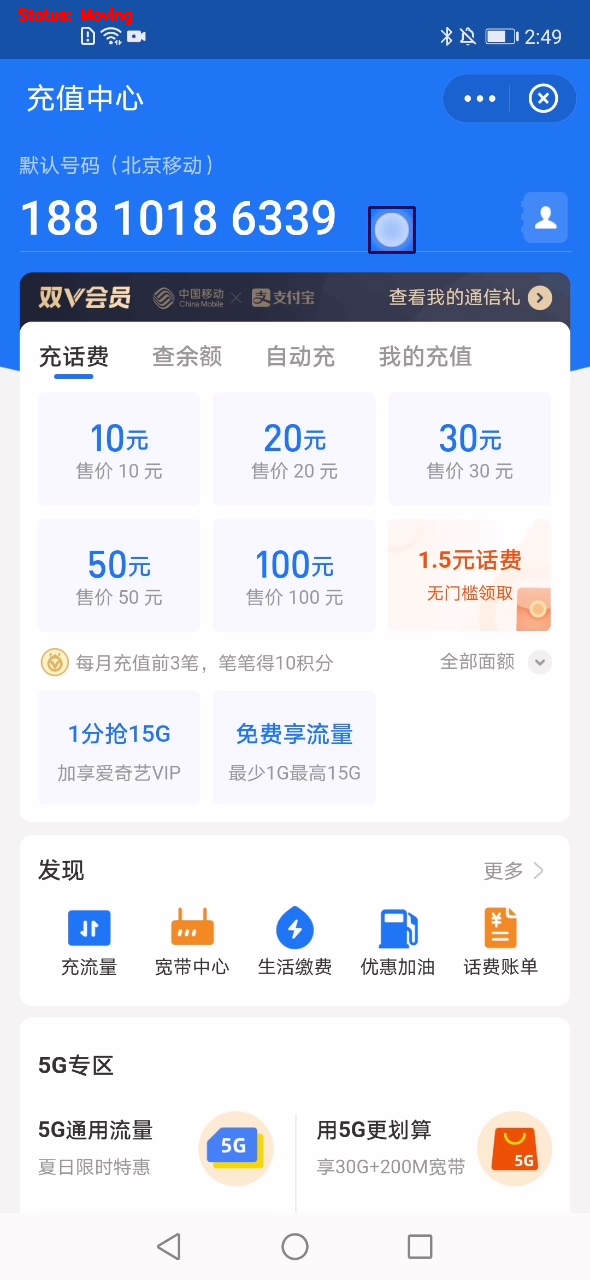 Status: Moving
2:49
充值中心
默认号码（北京移动）
188 1018 6339
双V会员 中国移动 China Mobile × 支付宝 查看我的通信礼
充话费 查余额 自动充 我的充值
10元 20元 30元
售价 10 元 售价 20 元 售价 30 元
50元 100元 1.5元话费
售价 50 元 售价 100 元 无门槛领取
每月充值前3笔，笔笔得10积分 全部面额
1分抢15G 免费享流量
加享爱奇艺VIP 最少1G最高15G
发现 更多
充流量 宽带中心 生活缴费 优惠加油 话费账单
5G专区
5G通用流量 5G 用5G更划算 5G
夏日限时特惠 享30G+200M宽带